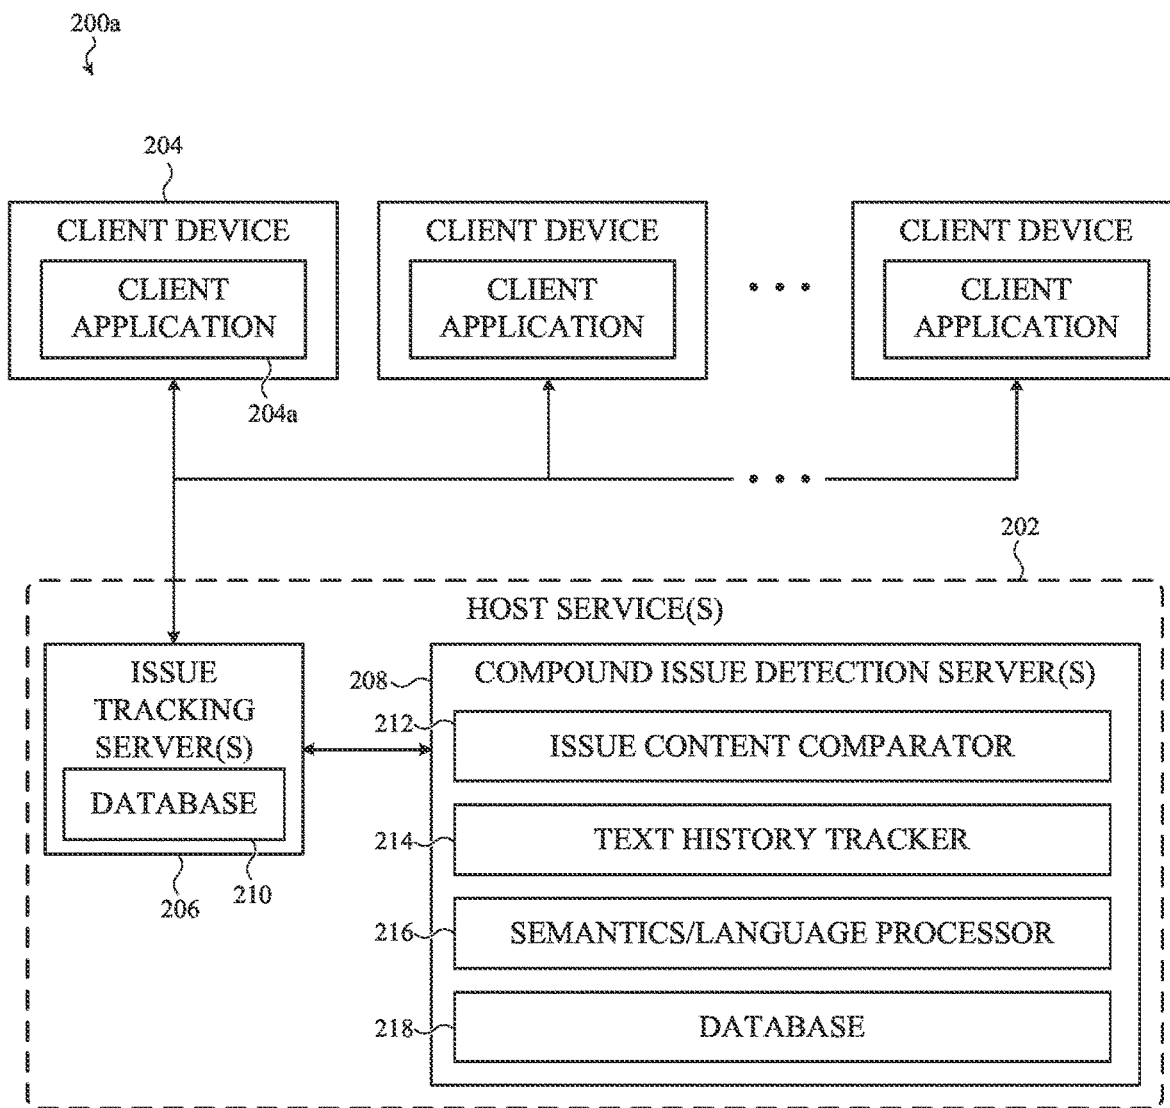 200a
204
CLIENT DEVICE
CLIENT
APPLICATION
204a
CLIENT DEVICE
CLIENT
APPLICATION
CLIENT DEVICE
CLIENT
APPLICATION
202
HOST SERVICE(S)
ISSUE
TRACKING
SERVER(S)
DATABASE
206
210
208
COMPOUND ISSUE DETECTION SERVER(S)
212
ISSUE CONTENT COMPARATOR
214
TEXT HISTORY TRACKER
216
SEMANTICS/LANGUAGE PROCESSOR
218
DATABASE